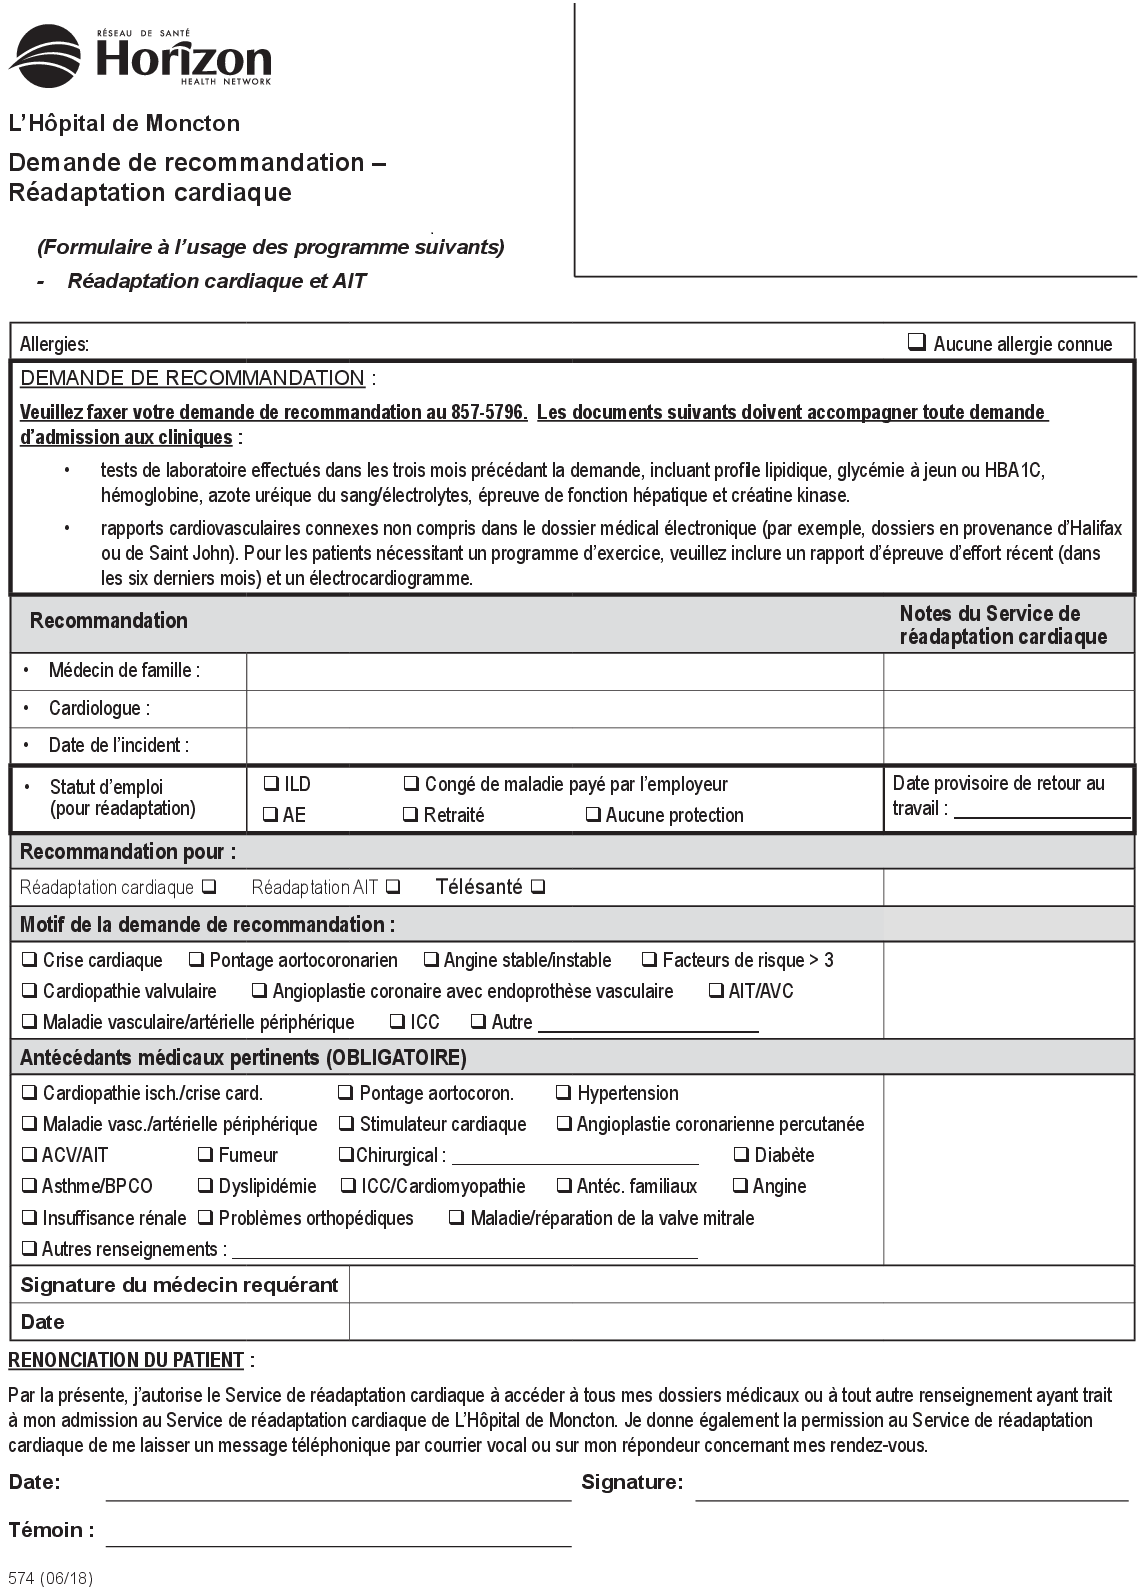 RÉSEAU DE SANTÉ
Horizon
HEALTH NETWORK
L'Hôpital de Moncton
Demande de recommandation –
Réadaptation cardiaque
(Formulaire à l'usage des programme suivants)
- Réadaptation cardiaque et AIT
Allergies: ❑ Aucune allergie connue
DEMANDE DE RECOMMANDATION :
Veuillez faxer votre demande de recommandation au 857-5796. Les documents suivants doivent accompagner toute demande
d'admission aux cliniques :
• tests de laboratoire effectués dans les trois mois précédant la demande, incluant profile lipidique, glycémie à jeun ou HBA1C,
hémoglobine, azote uréique du sang/électrolytes, épreuve de fonction hépatique et créatine kinase.
• rapports cardiovasculaires connexes non compris dans le dossier médical électronique (par exemple, dossiers en provenance d'Halifax
ou de Saint John). Pour les patients nécessitant un programme d'exercice, veuillez inclure un rapport d'épreuve d'effort récent (dans
les six derniers mois) et un électrocardiogramme.
Recommandation
Notes du Service de
réadaptation cardiaque
• Médecin de famille :
• Cardiologue :
• Date de l'incident :
• Statut d'emploi
(pour réadaptation)
❑ ILD ❑ Congé de maladie payé par l'employeur
❑ AE ❑ Retraité ❑ Aucune protection
Date provisoire de retour au
travail :
Recommandation pour :
Réadaptation cardiaque ❑ Réadaptation AIT ❑ Télésanté ❑
Motif de la demande de recommandation :
❑ Crise cardiaque ❑ Pontage aortocoronarien ❑ Angine stable/instable ❑ Facteurs de risque > 3
❑ Cardiopathie valvulaire ❑ Angioplastie coronaire avec endoprothèse vasculaire ❑ AIT/AVC
❑ Maladie vasculaire/artérielle périphérique ❑ ICC ❑ Autre
Antécédants médicaux pertinents (OBLIGATOIRE)
❑ Cardiopathie isch./crise card. ❑ Pontage aortocoron. ❑ Hypertension
❑ Maladie vasc./artérielle périphérique ❑ Stimulateur cardiaque ❑ Angioplastie coronarienne percutanée
❑ ACV/AIT ❑ Fumeur ❑Chirurgical : ❑ Diabète
❑ Asthme/BPCO ❑ Dyslipidémie ❑ ICC/Cardiomyopathie ❑ Antéc. familiaux ❑ Angine
❑ Insuffisance rénale ❑ Problèmes orthopédiques ❑ Maladie/réparation de la valve mitrale
❑ Autres renseignements :
Signature du médecin requérant
Date
RENONCIATION DU PATIENT :
Par la présente, j'autorise le Service de réadaptation cardiaque à accéder à tous mes dossiers médicaux ou à tout autre renseignement ayant trait
à mon admission au Service de réadaptation cardiaque de L'Hôpital de Moncton. Je donne également la permission au Service de réadaptation
cardiaque de me laisser un message téléphonique par courrier vocal ou sur mon répondeur concernant mes rendez-vous.
Date: Signature:
Témoin :
574 (06/18)